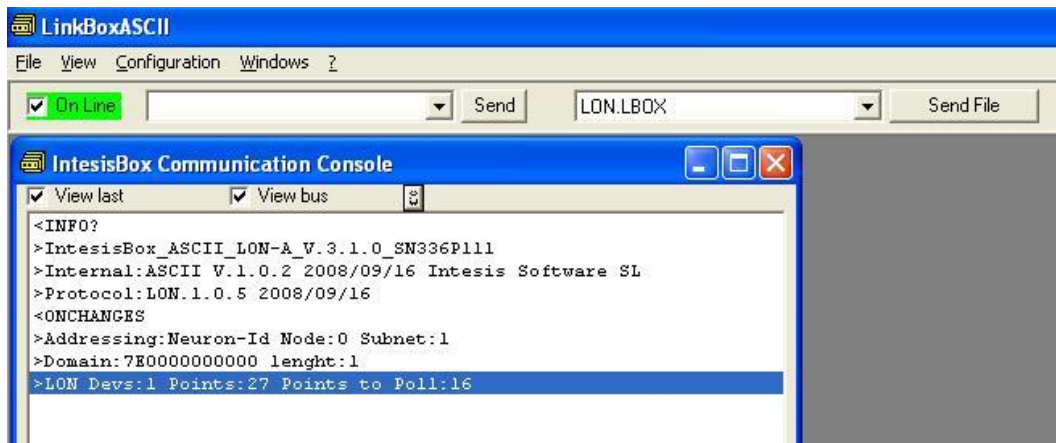 LinkBoxASCII
File View Configuration Windows ?
On Line Send LON.LBOX Send File
IntesisBox Communication Console
View last View bus
<INFO?
>IntesisBox_ASCII_LON-A_V.3.1.0_SN336P111
>Internal:ASCII V.1.0.2 2008/09/16 Intesis Software SL
>Protocol:LON.1.0.5 2008/09/16
<ONCHANGES
>Addressing:Neuron-Id Node:0 Subnet:1
>Domain:7E0000000000 lenght:1
>LON Devs:1 Points:27 Points to Poll:16